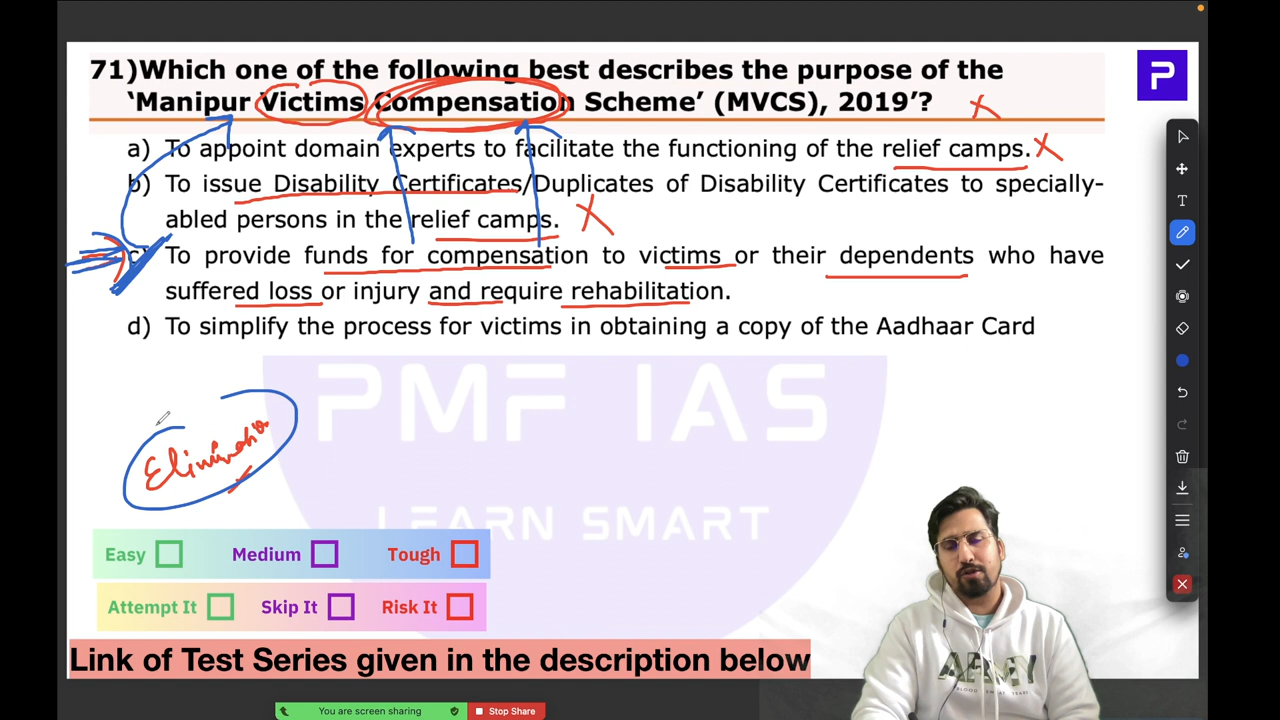 71)Which one of the following best describes the purpose of the
‘Manipur Victims Compensation Scheme’ (MVCS), 2019’?
a) To appoint domain experts to facilitate the functioning of the relief camps.
b) To issue Disability Certificates/Duplicates of Disability Certificates to specially-
abled persons in the relief camps.
c) To provide funds for compensation to victims or their dependents who have
suffered loss or injury and require rehabilitation.
d) To simplify the process for victims in obtaining a copy of the Aadhaar Card
PMF IAS
LEARN SMART
Elimination
Easy Medium Tough
Attempt It Skip It Risk It
Link of Test Series given in the description below
ARMY
You are screen sharing Stop Share